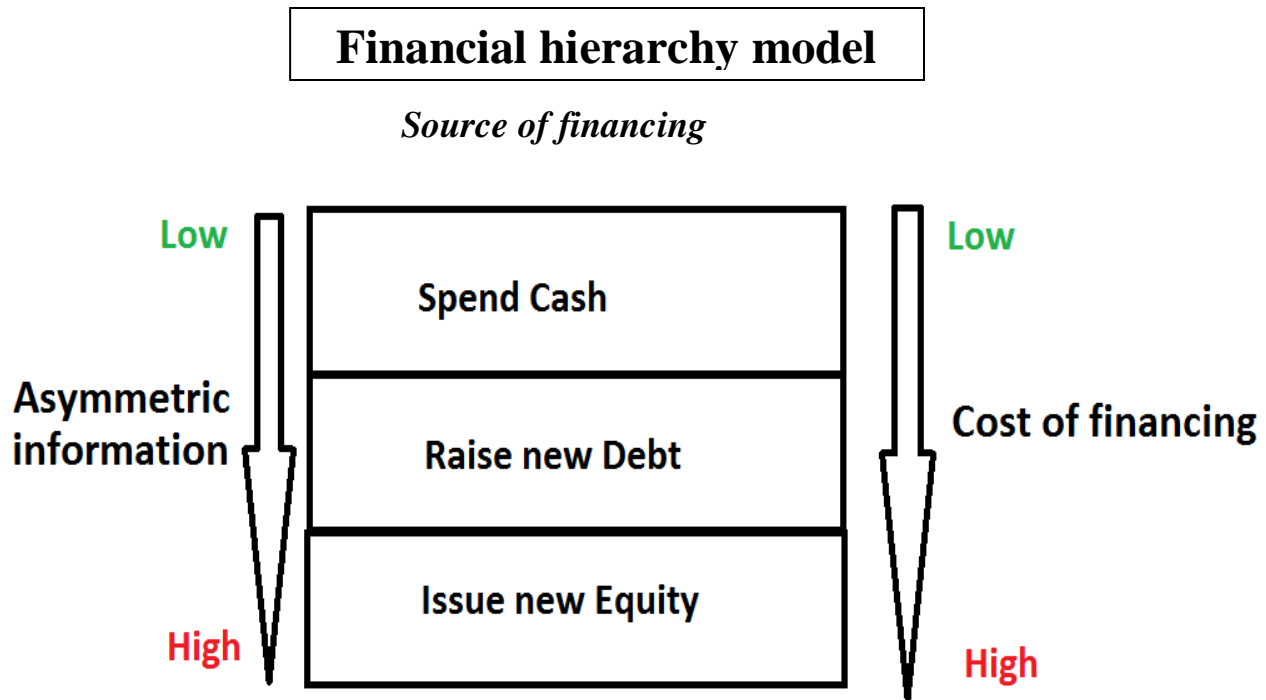 Financial hierarchy model
Source of financing
Low
Low
Spend Cash
Asymmetric
information
Cost of financing
Raise new Debt
Issue new Equity
High
High